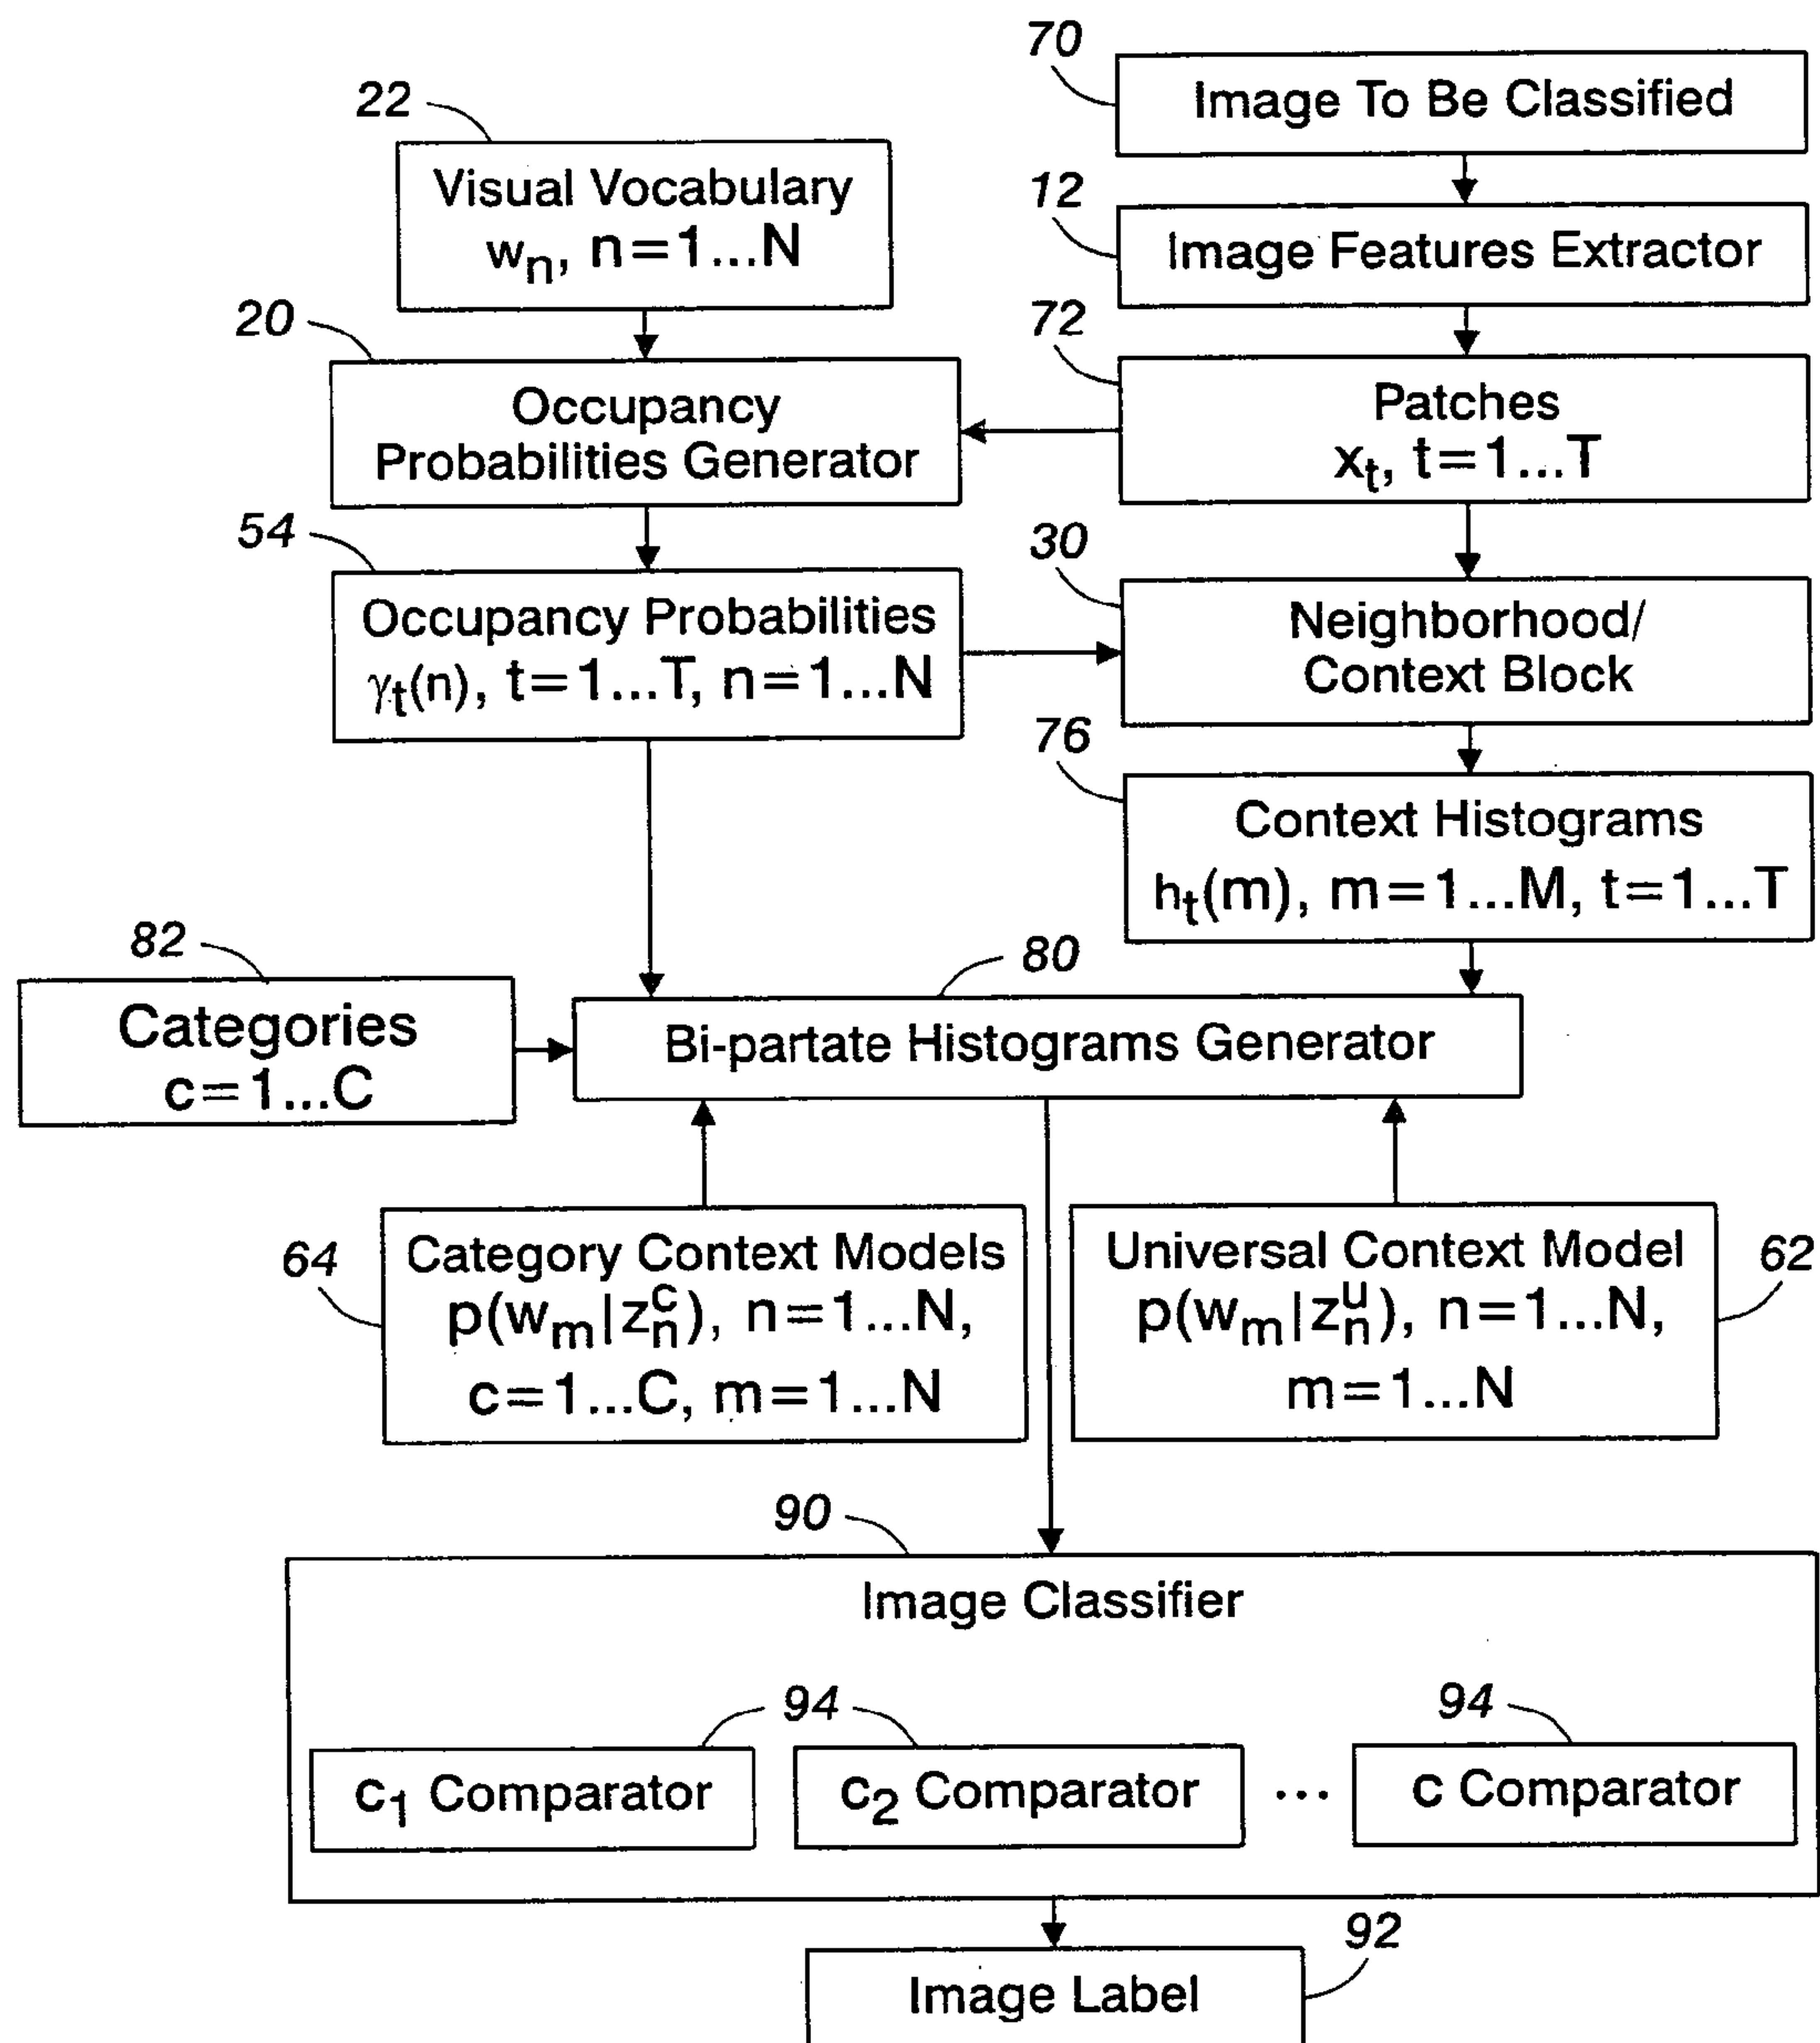 70
Image To Be Classified
22
Visual Vocabulary
wₙ, n=1...N
12
Image Features Extractor
20
Occupancy
Probabilities Generator
72
Patches
xₜ, t=1...T
54
Occupancy Probabilities
γₜ(n), t=1...T, n=1...N
30
Neighborhood/
Context Block
76
Context Histograms
hₜ(m), m=1...M, t=1...T
82
Categories
c=1...C
80
Bi-partate Histograms Generator
64
Category Context Models
p(wₘ|zₙᶜ), n=1...N,
c=1...C, m=1...N
Universal Context Model
p(wₘ|zₙᵘ), n=1...N,
m=1...N
62
90
Image Classifier
94
94
c₁ Comparator
c₂ Comparator
...
c Comparator
92
Image Label